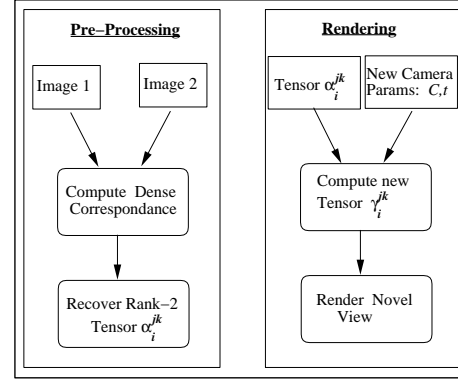 Pre-Processing
Image 1
Image 2
Compute Dense
Correspondance
Recover Rank-2
Tensor α_i^{jk}
Rendering
Tensor α_i^{jk}
New Camera
Params: C,t
Compute new
Tensor γ_i^{jk}
Render Novel
View